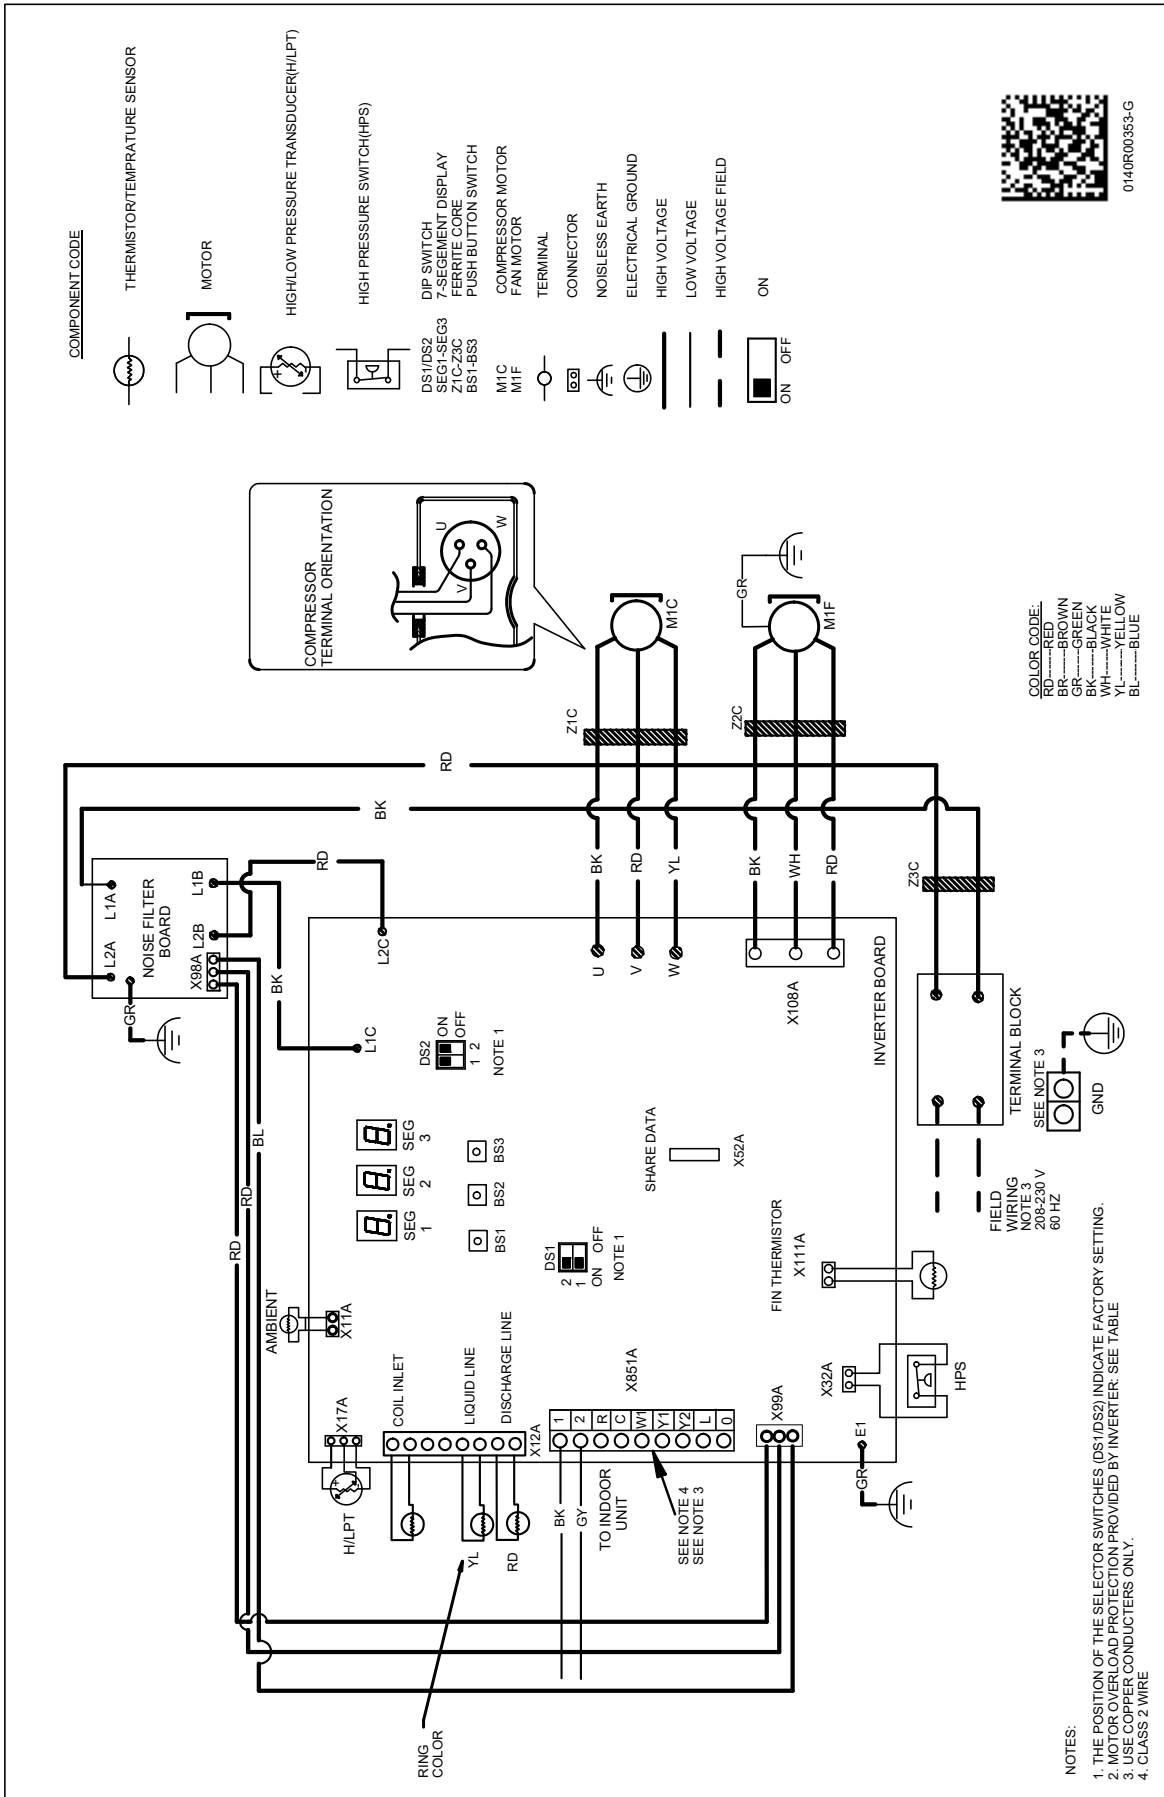 COMPONENT CODE
THERMISTOR/TEMPRATURE SENSOR
MOTOR
HIGH/LOW PRESSURE TRANSDUCER(H/LPT)
HIGH PRESSURE SWITCH(HPS)
DS1/DS2 DIP SWITCH
SEG1-SEG3 7-SEGEMENT DISPLAY
Z1C-Z3C FERRITE CORE
BS1-BS3 PUSH BUTTON SWITCH
M1C COMPRESSOR MOTOR
M1F FAN MOTOR
TERMINAL
CONNECTOR
NOISLESS EARTH
ELECTRICAL GROUND
HIGH VOLTAGE
LOW VOLTAGE
HIGH VOLTAGE FIELD
ON OFF
ON
0140R00353-G
COMPRESSOR
TERMINAL ORIENTATION
U
V
W
M1C
M1F
GR
Z1C
Z2C
Z3C
RD
BK
BK
RD
YL
BK
WH
RD
COLOR CODE:
RD------RED
BR------BROWN
GR------GREEN
BK------BLACK
WH------WHITE
YL------YELLOW
BL------BLUE
NOISE FILTER
BOARD
L2A
L1A
X98A
L2B
L1B
GR
RD
BK
RD
RD
BL
L1C
L2C
U
V
W
X108A
INVERTER BOARD
DS2
ON
OFF
1 2
NOTE 1
SEG
1
SEG
2
SEG
3
BS1
BS2
BS3
SHARE DATA
X52A
DS1
2
1
ON OFF
NOTE 1
FIN THERMISTOR
X111A
AMBIENT
X11A
X17A
H/LPT
COIL INLET
LIQUID LINE
DISCHARGE LINE
X12A
YL
RD
RING
COLOR
X851A
1
2
R
C
W1
Y1
Y2
L
0
BK
GY
TO INDOOR
UNIT
SEE NOTE 4
SEE NOTE 3
X99A
X32A
HPS
E1
GR
TERMINAL BLOCK
SEE NOTE 3
GND
FIELD
WIRING
NOTE 3
208-230 V
60 HZ
NOTES:
1. THE POSITION OF THE SELECTOR SWITCHES (DS1/DS2) INDICATE FACTORY SETTING.
2. MOTOR OVERLOAD PROTECTION PROVIDED BY INVERTER: SEE TABLE
3. USE COPPER CONDUCTERS ONLY.
4. CLASS 2 WIRE